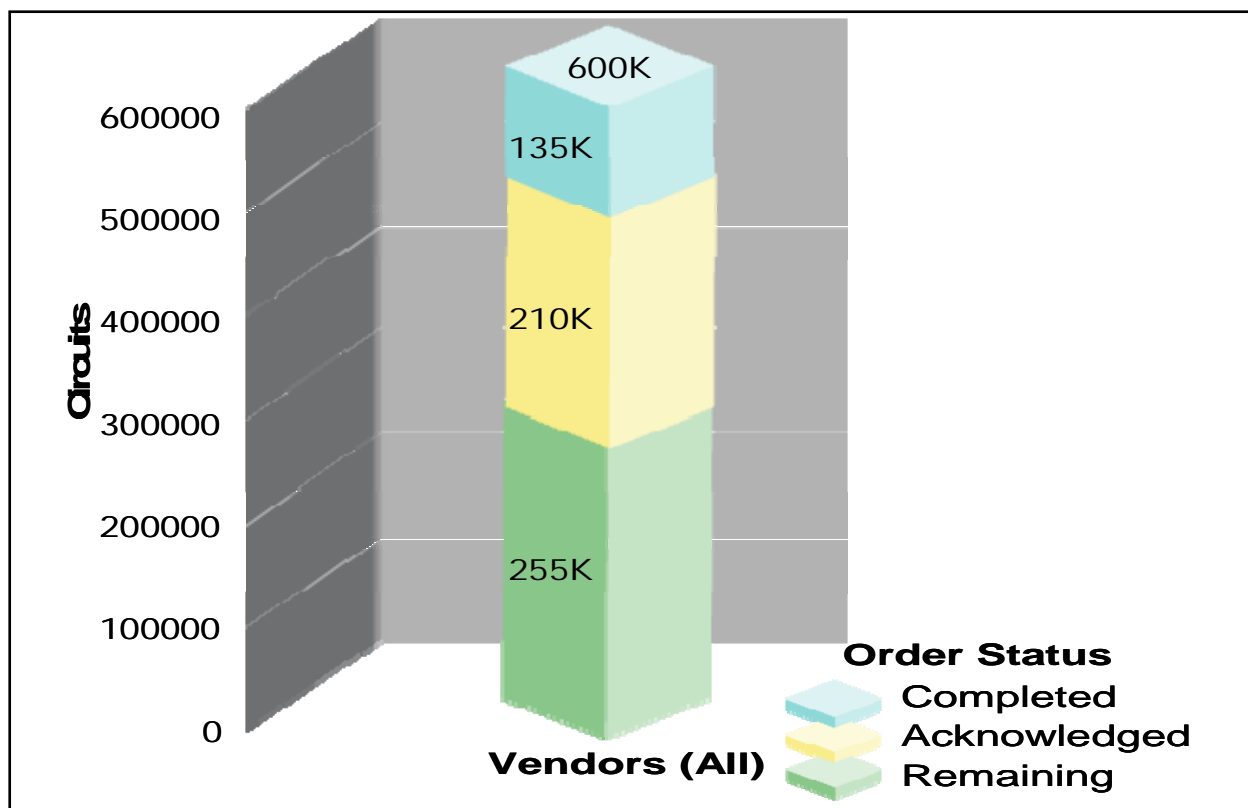 600K
600000
135K
500000
210K
400000
Circuits
300000
200000
255K
100000
0
Vendors (All)
Order Status
Completed
Acknowledged
Remaining